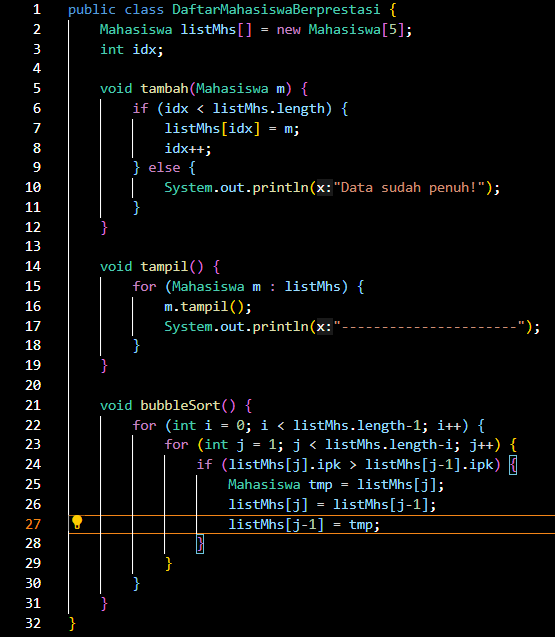 1 public class DaftarMahasiswaBerprestasi {
2     Mahasiswa listMhs[] = new Mahasiswa[5];
3     int idx;
4
5     void tambah(Mahasiswa m) {
6         if (idx < listMhs.length) {
7             listMhs[idx] = m;
8             idx++;
9         } else {
10             System.out.println(x:"Data sudah penuh!");
11         }
12     }
13
14     void tampil() {
15         for (Mahasiswa m : listMhs) {
16             m.tampil();
17             System.out.println(x:"----------------------");
18         }
19     }
20
21     void bubbleSort() {
22         for (int i = 0; i < listMhs.length-1; i++) {
23             for (int j = 1; j < listMhs.length-i; j++) {
24                 if (listMhs[j].ipk > listMhs[j-1].ipk) {
25                     Mahasiswa tmp = listMhs[j];
26                     listMhs[j] = listMhs[j-1];
27                     listMhs[j-1] = tmp;
28                 }
29             }
30         }
31     }
32 }